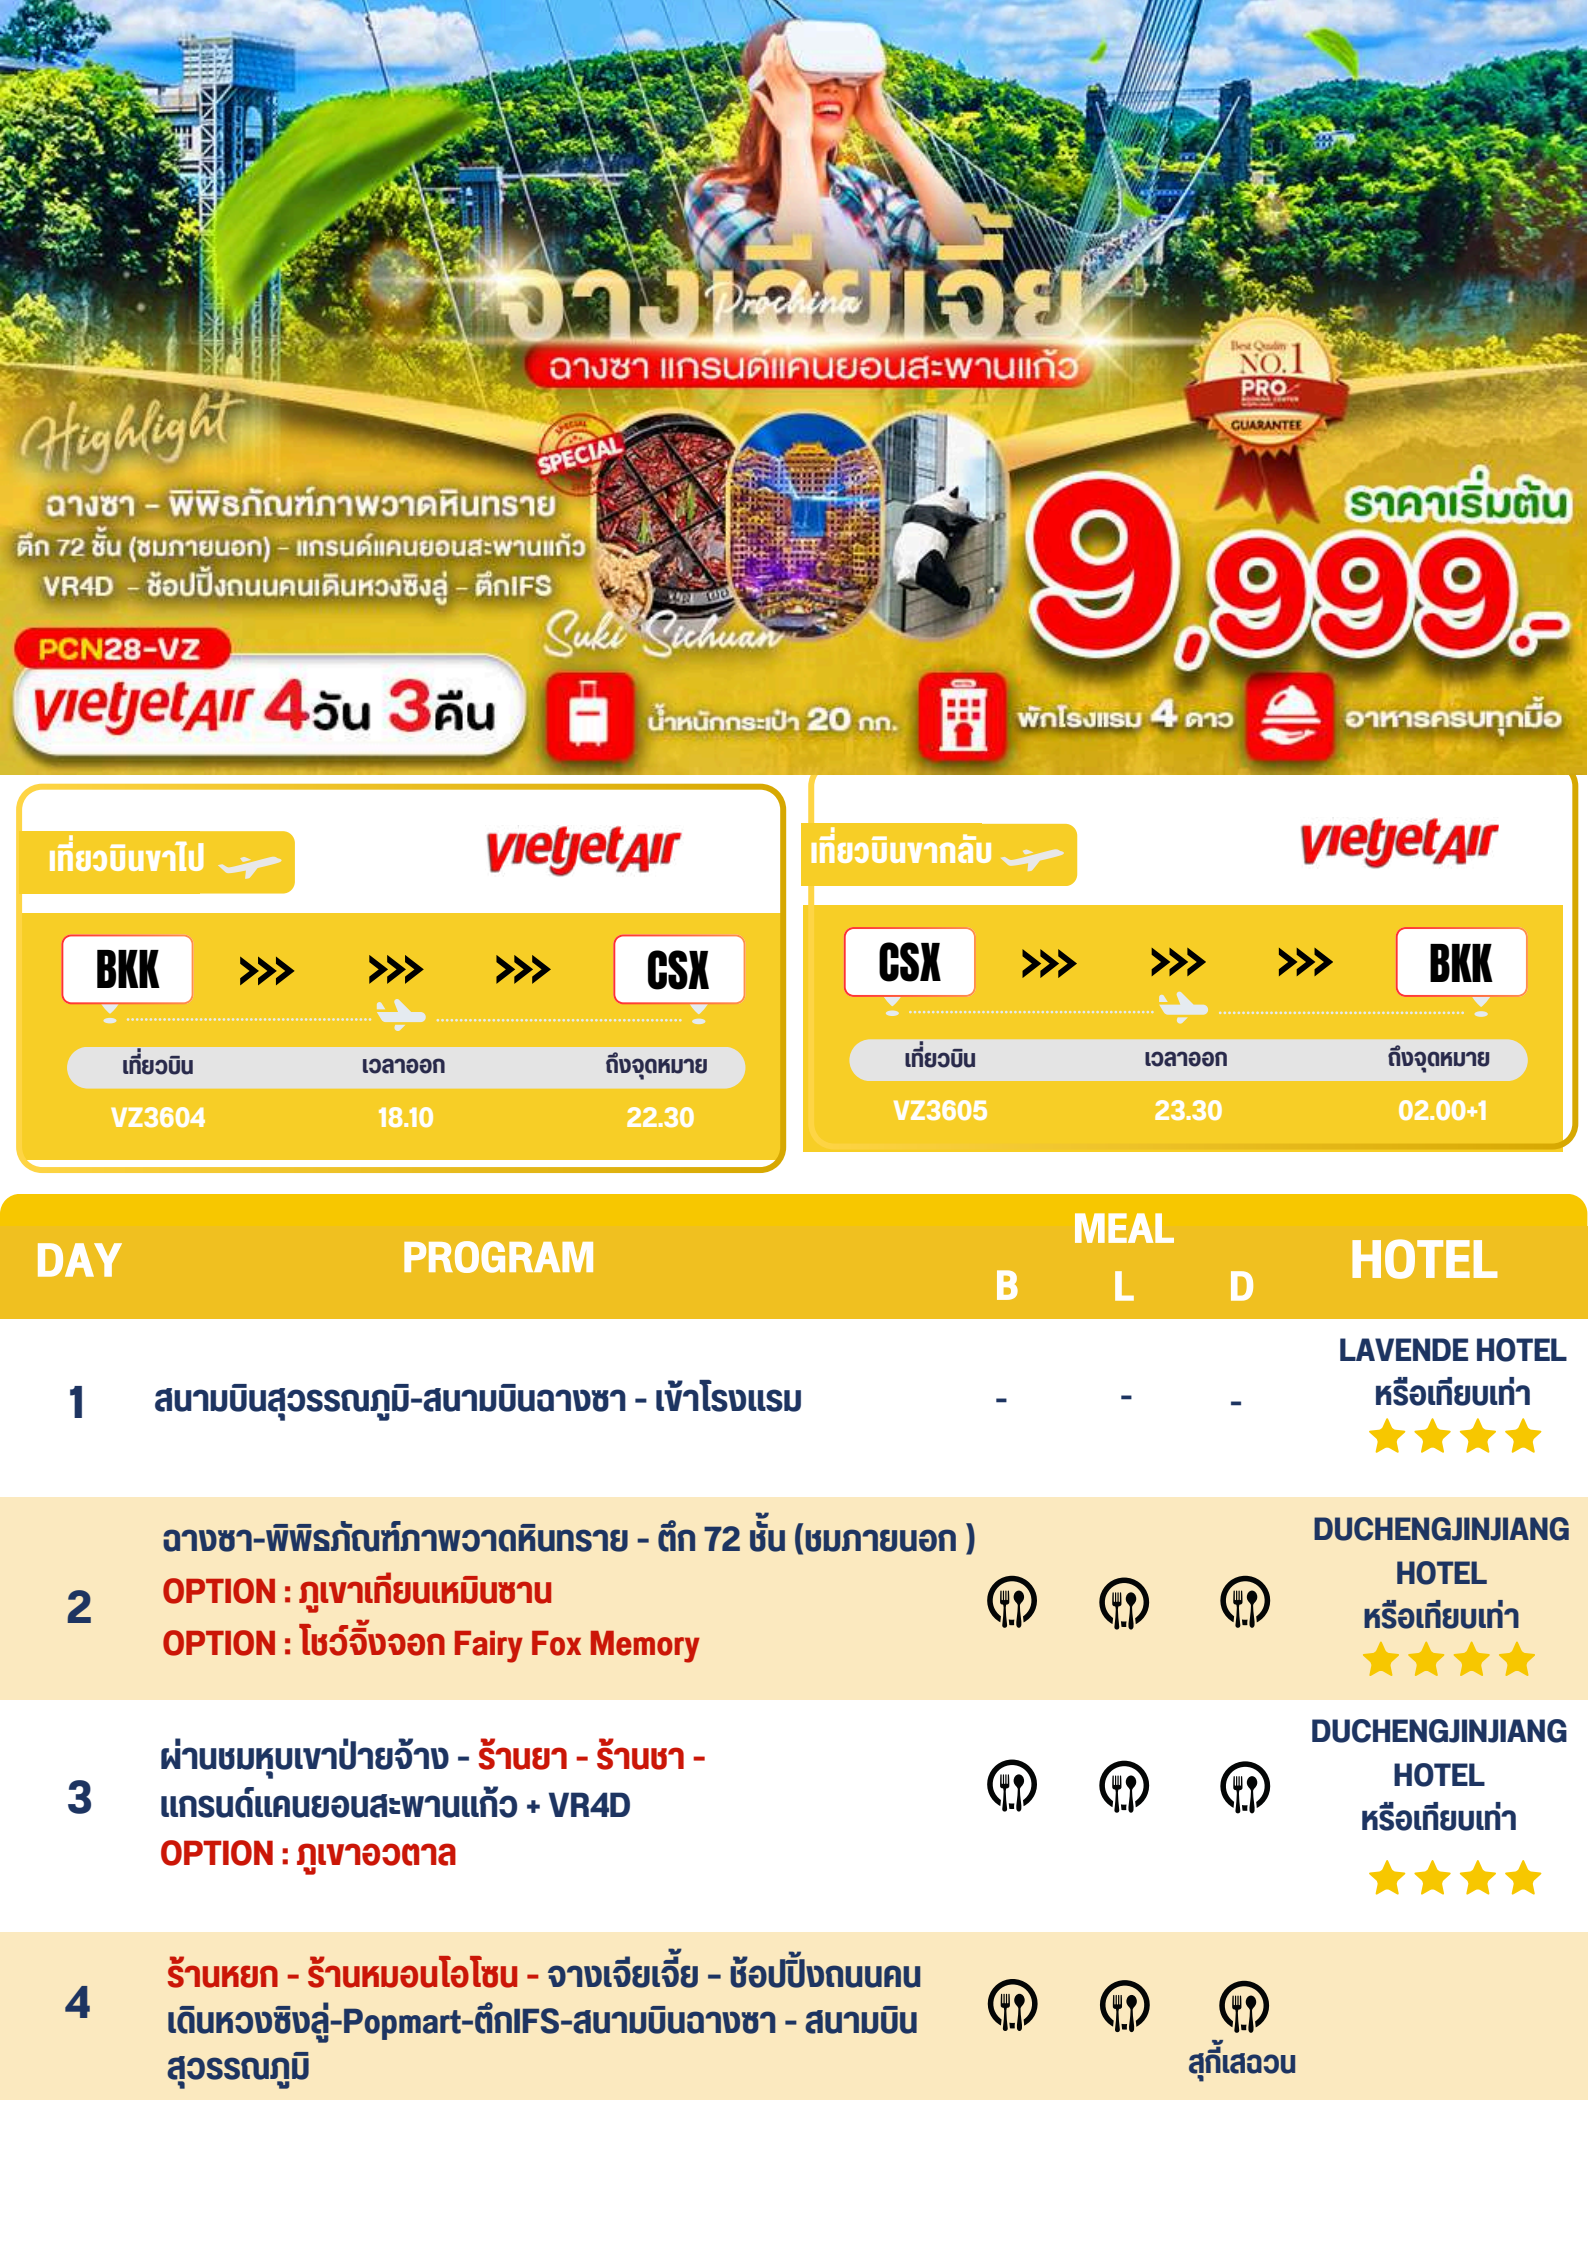 จางเจียเจี้ย
Prochina
ฉางซา แกรนด์แคนยอนสะพานแก้ว
Best Quality
NO.1
PRO
BOOKING CENTER
GUARANTEE
Highlight
ฉางซา - พิพิธภัณฑ์ภาพวาดหินทราย
ตึก 72 ชั้น (ชมภายนอก) - แกรนด์แคนยอนสะพานแก้ว
VR4D - ช้อปปิ้งถนนคนเดินหวงซิงลู่ - ตึกIFS
SPECIAL
Suki Sichuan
ราคาเริ่มต้น
9,999.-
PCN28-VZ
vietjetAir 4วัน 3คืน
น้ำหนักกระเป๋า 20 กก.
พักโรงแรม 4 ดาว
อาหารครบทุกมื้อ
เที่ยวบินขาไป
vietjetAir
BKK >>> >>> >>> CSX
เที่ยวบิน เวลาออก ถึงจุดหมาย
VZ3604 18.10 22.30
เที่ยวบินขากลับ
vietjetAir
CSX >>> >>> >>> BKK
เที่ยวบิน เวลาออก ถึงจุดหมาย
VZ3605 23.30 02.00+1
DAY PROGRAM MEAL HOTEL
B L D
1 สนามบินสุวรรณภูมิ-สนามบินฉางซา - เข้าโรงแรม - - -
LAVENDE HOTEL
หรือเทียบเท่า
2
ฉางซา-พิพิธภัณฑ์ภาพวาดหินทราย - ตึก 72 ชั้น (ชมภายนอก )
OPTION : ภูเขาเทียนเหมินซาน
OPTION : โชว์จิ้งจอก Fairy Fox Memory
DUCHENGJINJIANG
HOTEL
หรือเทียบเท่า
3
ผ่านชมหุบเขาป่ายจ้าง - ร้านยา - ร้านชา -
แกรนด์แคนยอนสะพานแก้ว + VR4D
OPTION : ภูเขาอวตาล
DUCHENGJINJIANG
HOTEL
หรือเทียบเท่า
4
ร้านหยก - ร้านหมอนโอโซน - จางเจียเจี้ย - ช้อปปิ้งถนนคน
เดินหวงซิงลู่-Popmart-ตึกIFS-สนามบินฉางซา - สนามบิน
สุวรรณภูมิ
สุกี้เสฉวน